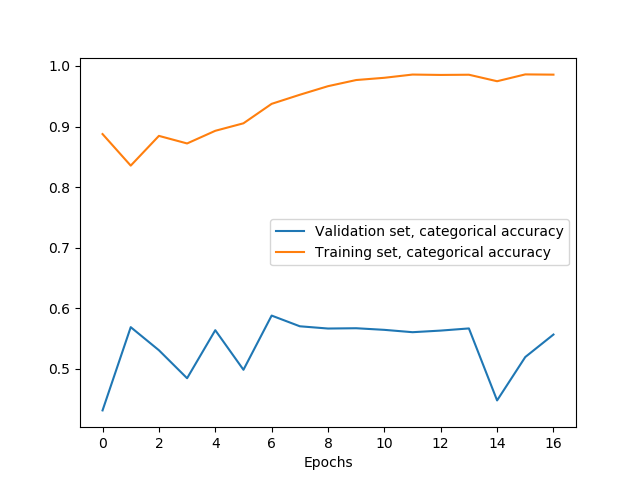 1.0
0.9
0.8
0.7
0.6
0.5
Validation set, categorical accuracy
Training set, categorical accuracy
0 2 4 6 8 10 12 14 16
Epochs